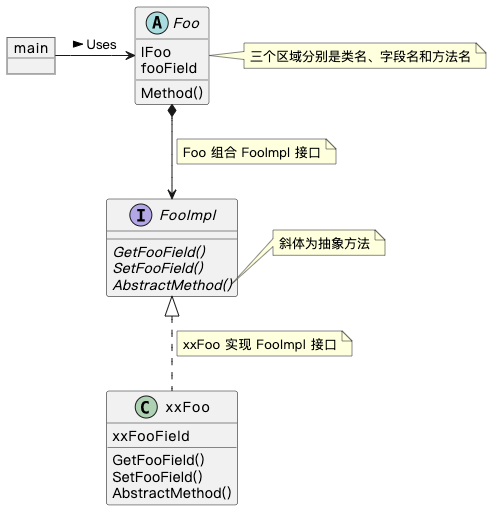 main
Uses
A Foo
IFoo
fooField
Method()
三个区域分别是类名、字段名和方法名
Foo 组合 FooImpl 接口
I FooImpl
GetFooField()
SetFooField()
AbstractMethod()
斜体为抽象方法
xxFoo 实现 FooImpl 接口
C xxFoo
xxFooField
GetFooField()
SetFooField()
AbstractMethod()